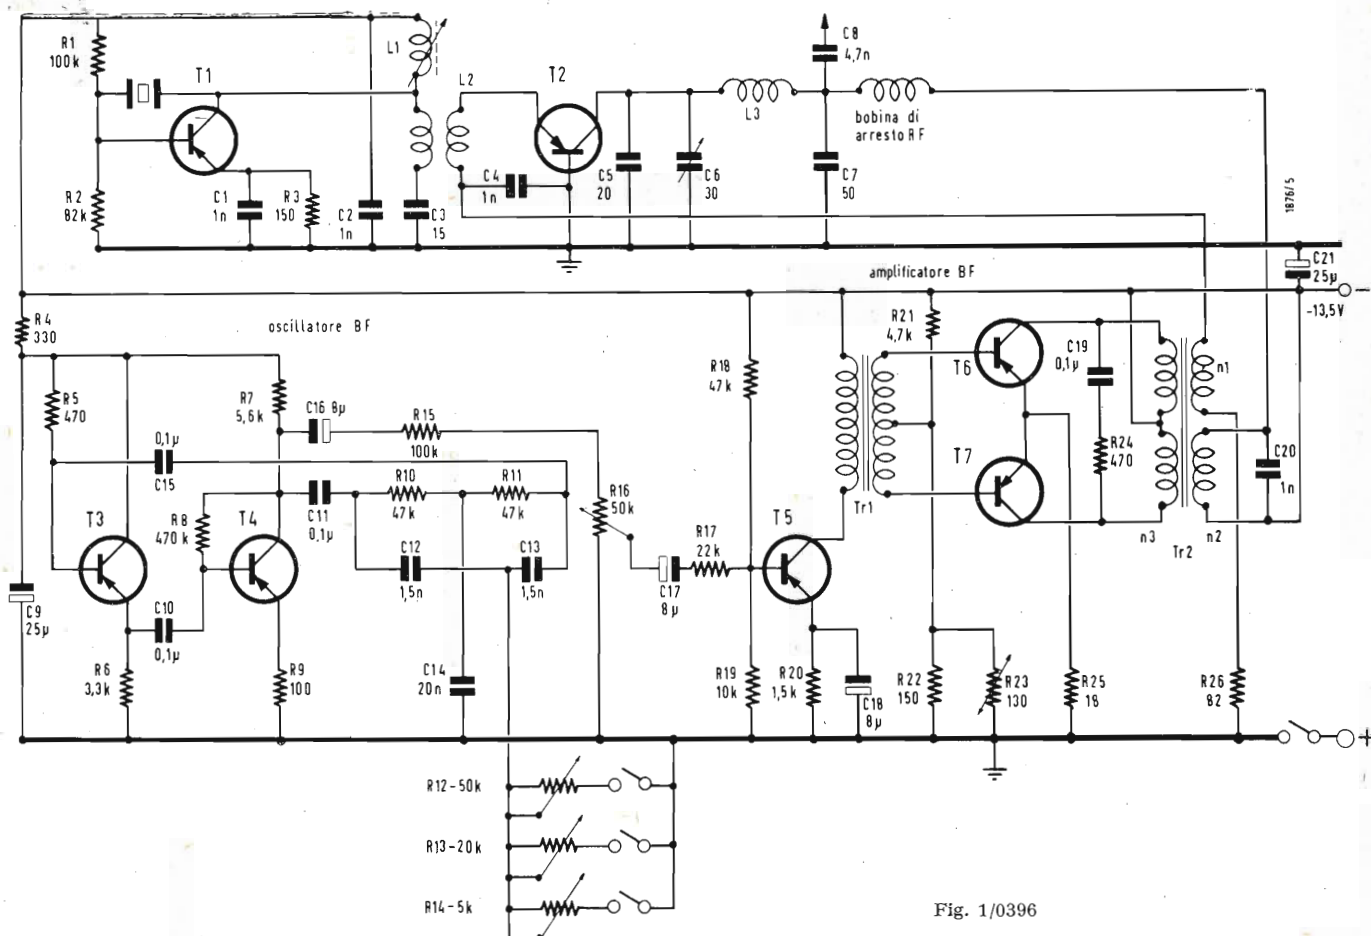 R1
100k
T1
L1
L2
T2
C8
4,7n
L3
bobina di
arresto RF
R2
82k
C1
1n
R3
150
C2
1n
C3
15
C4
1n
C5
20
C6
30
C7
50
1876/5
C21
25µ
amplificatore BF
-13,5V
−
R4
330
oscillatore BF
R5
470
R7
5,6k
C16 8µ
R15
100k
0,1µ
C15
R10
47k
R11
47k
R16
50k
R18
47k
R21
4,7k
T6
C19
0,1µ
n1
T3
R8
470k
T4
C11
0,1µ
C12
1,5n
C13
1,5n
R17
22k
C17
8µ
T5
Tr1
T7
R24
470
n3
Tr2
n2
C20
1n
C9
25µ
C10
0,1µ
R6
3,3k
R9
100
C14
20n
R19
10k
R20
1,5k
C18
8µ
R22
150
R23
130
R25
18
R26
82
+
R12-50k
R13-20k
R14-5k
Fig. 1/0396